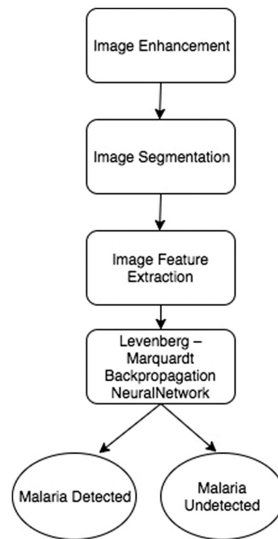 Image Enhancement
Image Segmentation
Image Feature
Extraction
Levenberg –
Marquardt
Backpropagation
NeuralNetwork
Malaria Detected
Malaria
Undetected